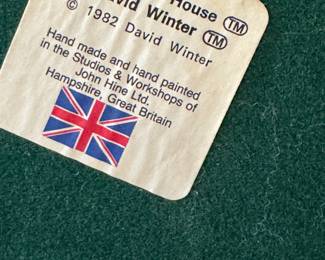 House ™
David Winter ™
© 1982 David Winter
Hand made and hand painted
in the Studios & Workshops of
John Hine Ltd.
Hampshire, Great Britain